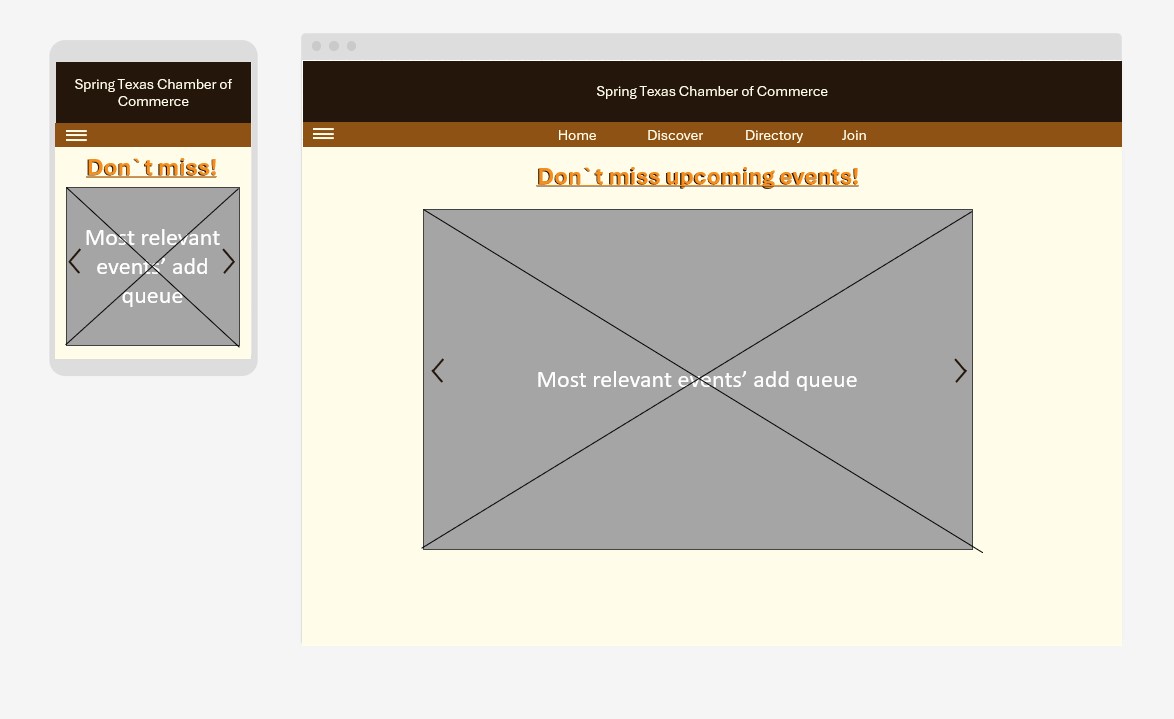 Spring Texas Chamber of
Commerce
Don`t miss!
Most relevant
events’ add
queue
Spring Texas Chamber of Commerce
Home Discover Directory Join
Don`t miss upcoming events!
Most relevant events’ add queue